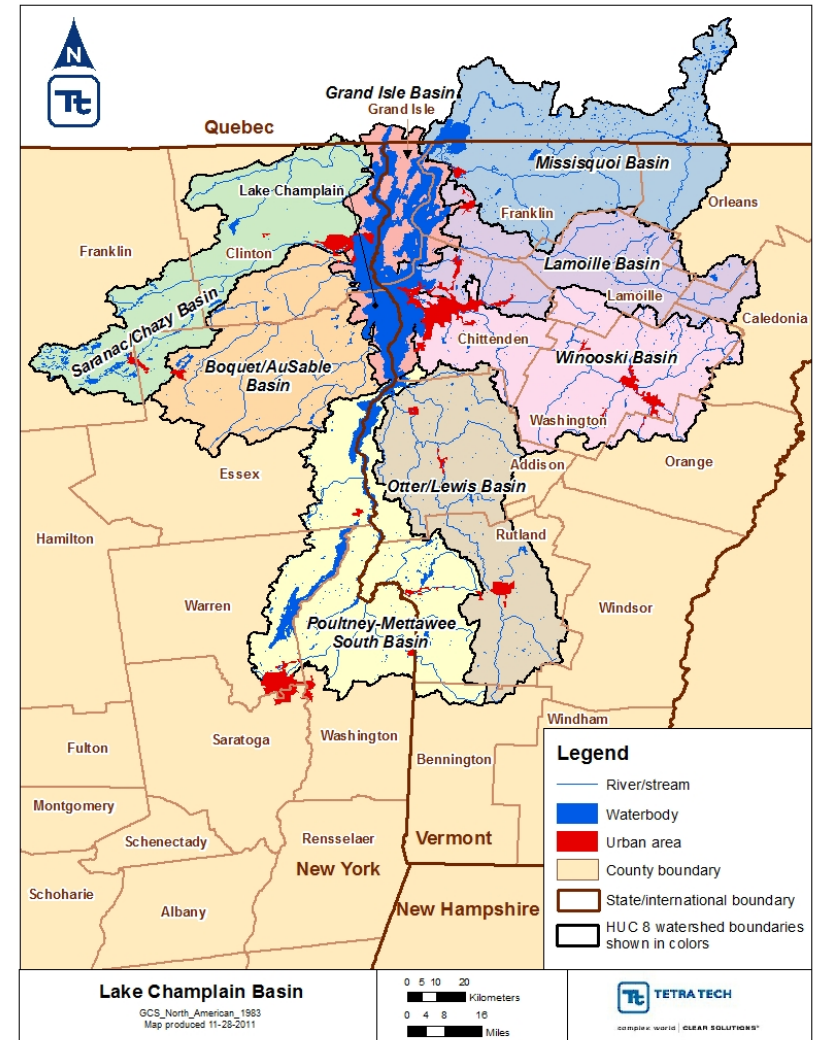 N
Tt
Grand Isle Basin
Grand Isle
Quebec
Missisquoi Basin
Lake Champlain
Orleans
Franklin
Franklin
Clinton
Lamoille Basin
Lamoille
Saranac/Chazy Basin
Caledonia
Chittenden
Winooski Basin
Boquet/AuSable
Basin
Washington
Addison
Orange
Essex
Otter/Lewis Basin
Hamilton
Rutland
Warren
Windsor
Poultney-Mettawee
South Basin
Windham
Fulton
Saratoga
Washington
Bennington
Montgomery
Schenectady
Rensselaer
Vermont
New York
Schoharie
Albany
New Hampshire
Legend
River/stream
Waterbody
Urban area
County boundary
State/international boundary
HUC 8 watershed boundaries
shown in colors
Lake Champlain Basin
GCS_North_American_1983
Map produced 11-28-2011
0 5 10 20
Kilometers
0 4 8 16
Miles
Tt TETRA TECH
complex world | CLEAR SOLUTIONS™